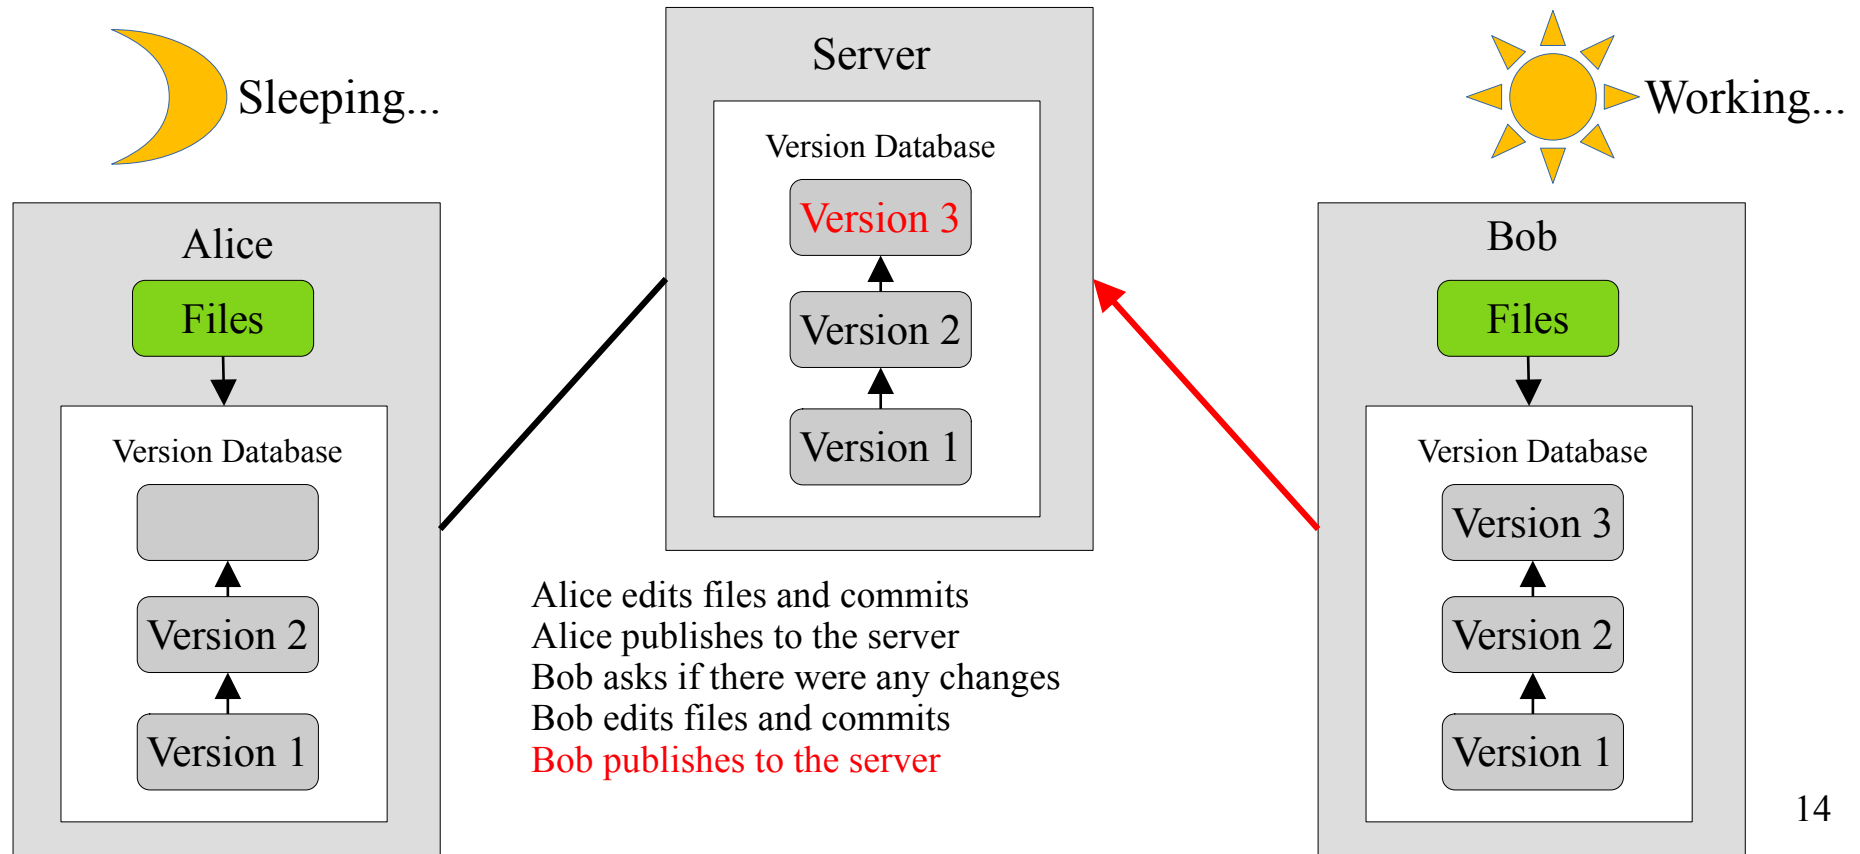 Sleeping...
Server
Working...
Version Database
Version 3
Version 2
Version 1
Alice
Files
Version Database
Version 2
Version 1
Bob
Files
Version Database
Version 3
Version 2
Version 1
Alice edits files and commits
Alice publishes to the server
Bob asks if there were any changes
Bob edits files and commits
Bob publishes to the server
14